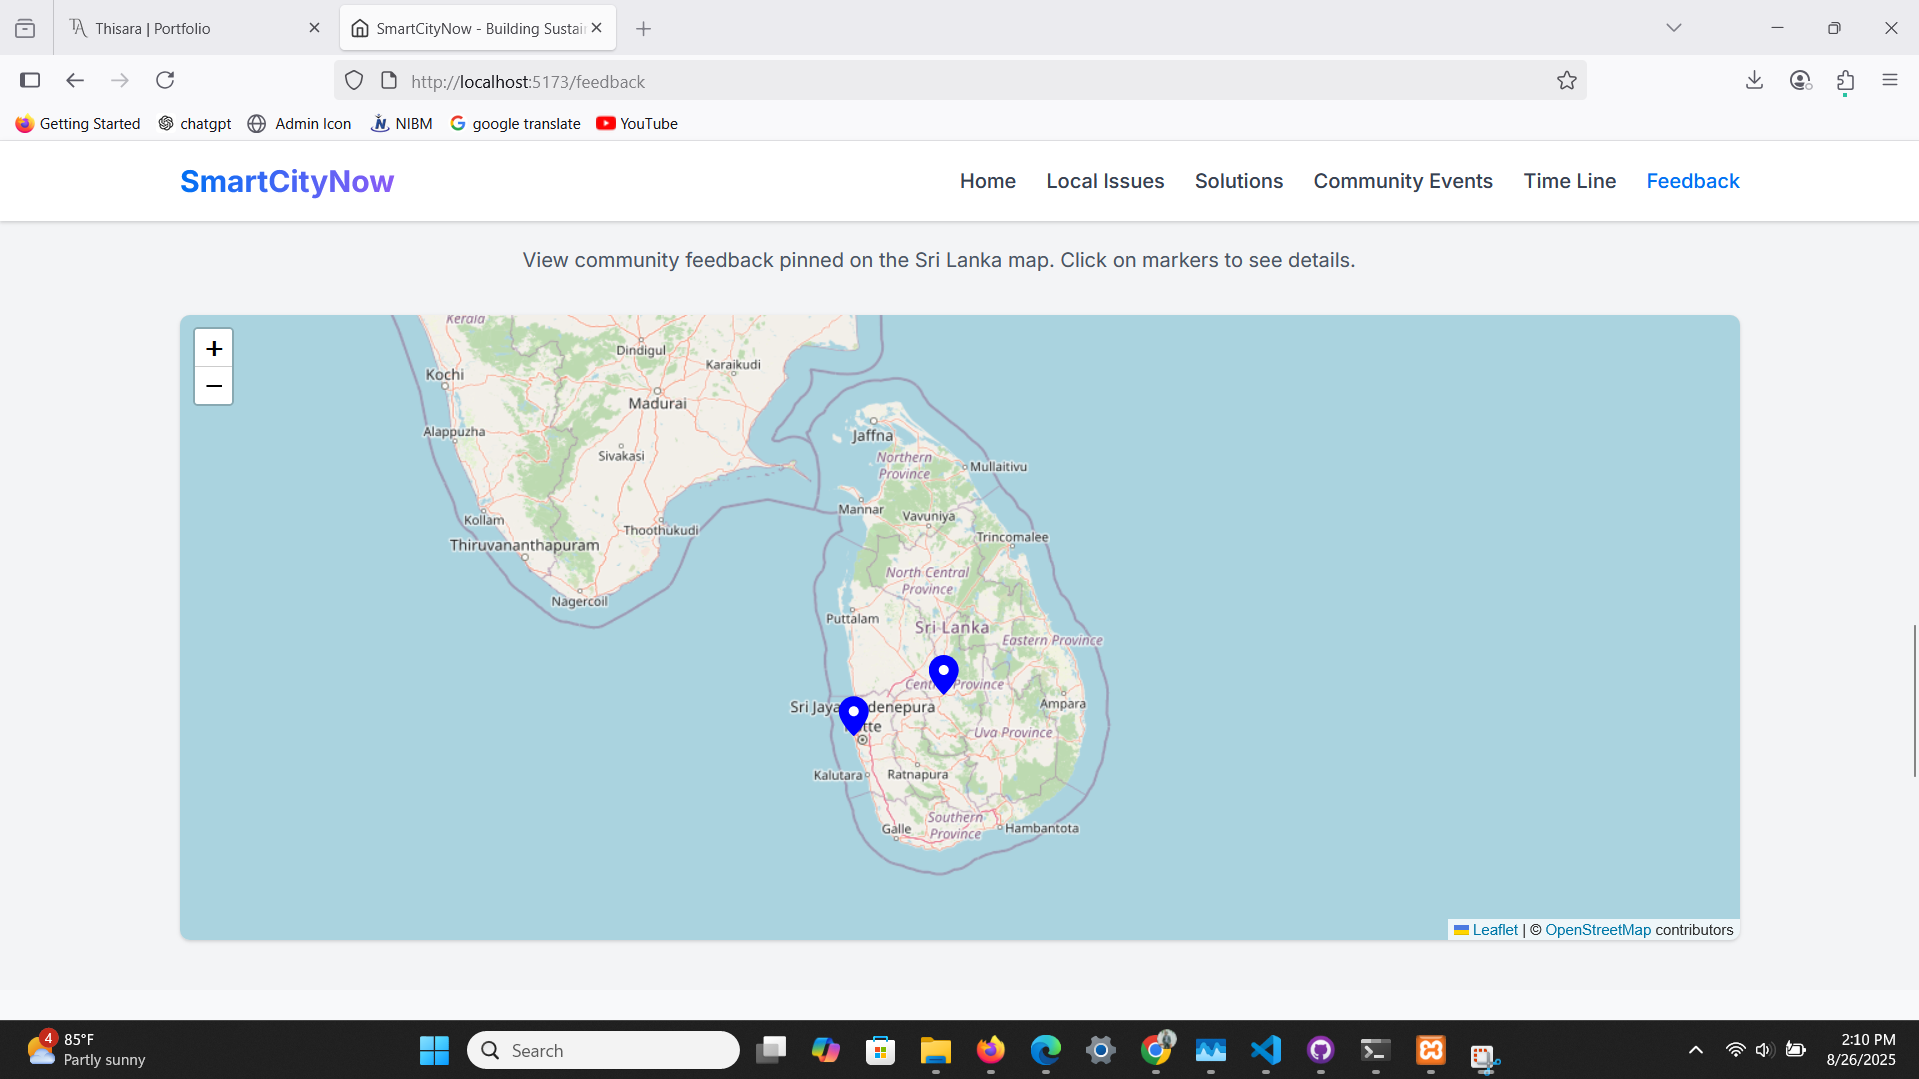 Thisara | Portfolio
SmartCityNow - Building Sustai
http://localhost:5173/feedback
Getting Started
chatgpt
Admin Icon
NIBM
google translate
YouTube
SmartCityNow
Home
Local Issues
Solutions
Community Events
Time Line
Feedback
View community feedback pinned on the Sri Lanka map. Click on markers to see details.
+
−
Kerala
Dindigul
Karaikudi
Kochi
Madurai
Alappuzha
Sivakasi
Jaffna
Northern
Province
Mullaitivu
Mannar
Vavuniya
Kollam
Thoothukudi
Trincomalee
Thiruvananthapuram
North Central
Province
Nagercoil
Puttalam
Sri Lanka
Eastern Province
Province
Ampara
Sri Jaya
denepura
Uva Province
Kalutara
Ratnapura
Galle
Southern
Province
Hambantota
Leaflet | © OpenStreetMap contributors
4
85°F
Partly sunny
Search
2:10 PM
8/26/2025